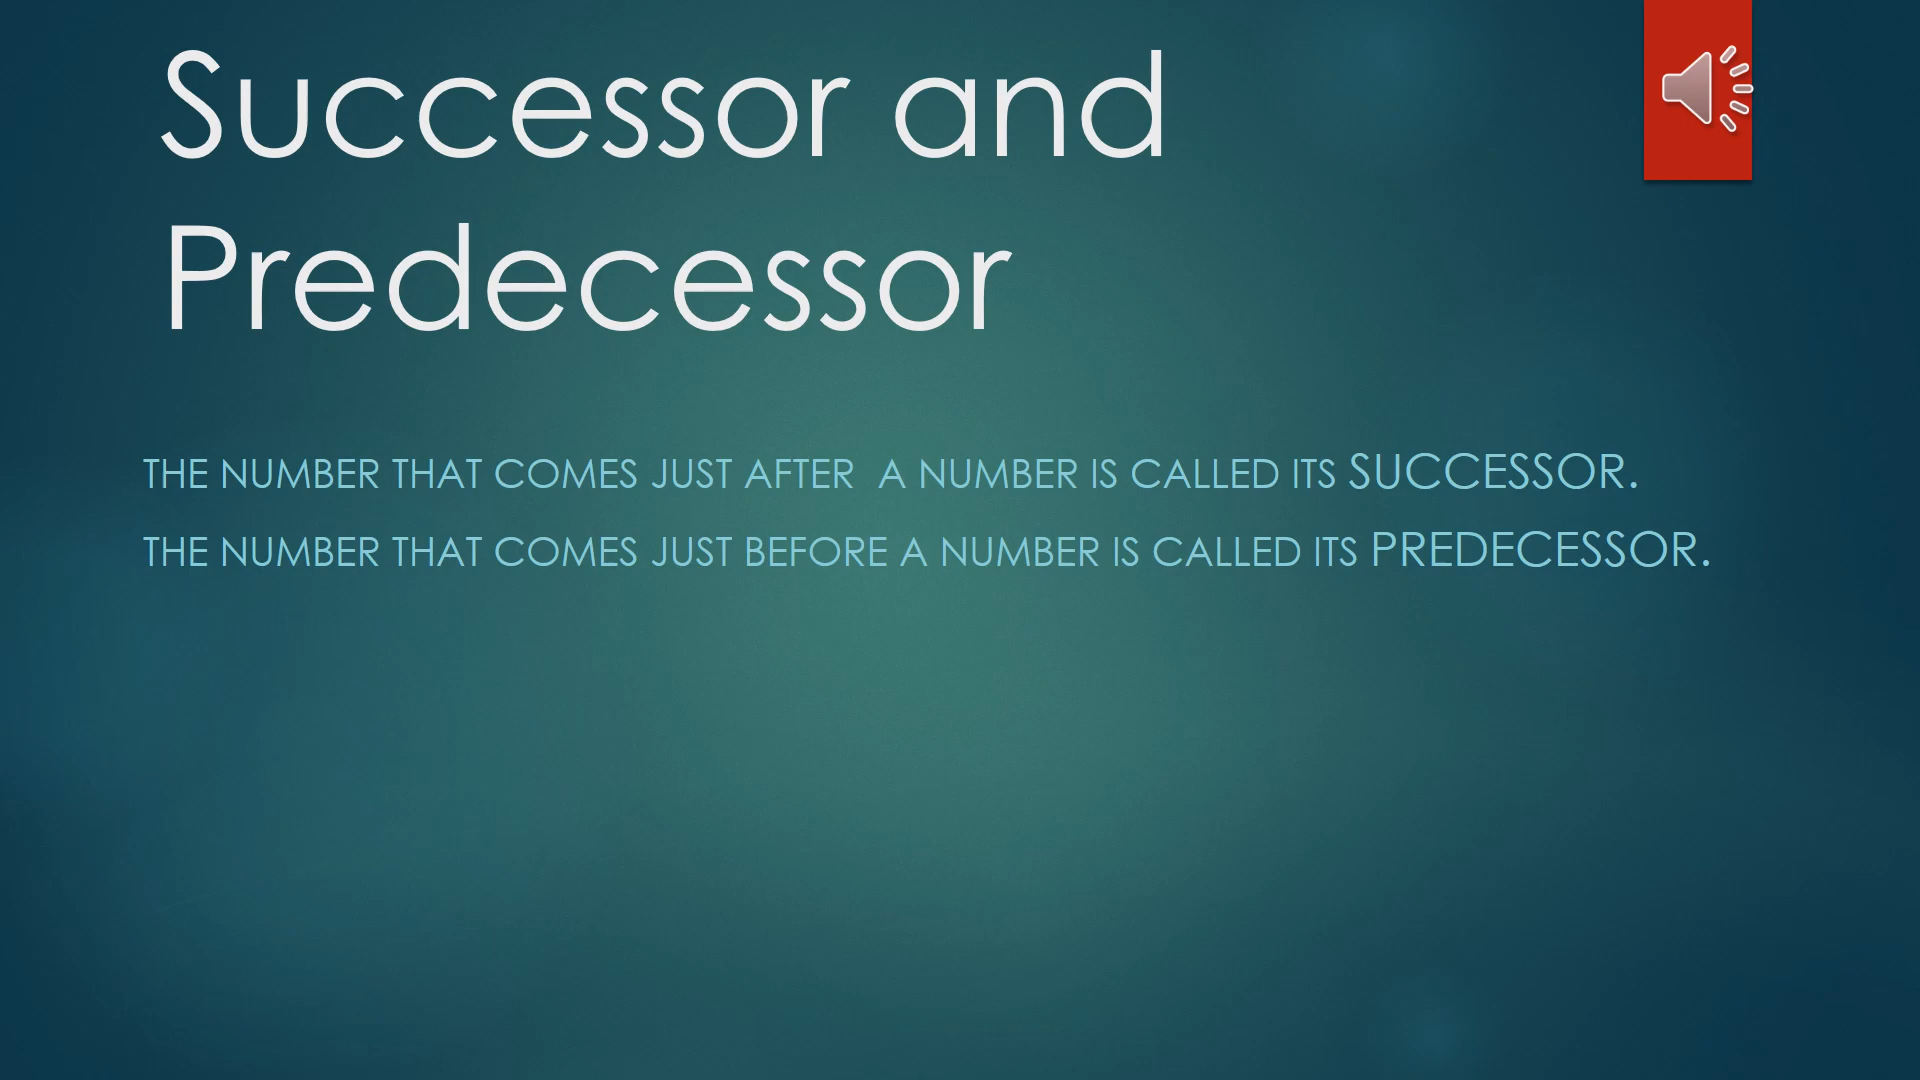 Successor and
Predecessor
THE NUMBER THAT COMES JUST AFTER  A NUMBER IS CALLED ITS SUCCESSOR.
THE NUMBER THAT COMES JUST BEFORE A NUMBER IS CALLED ITS PREDECESSOR.